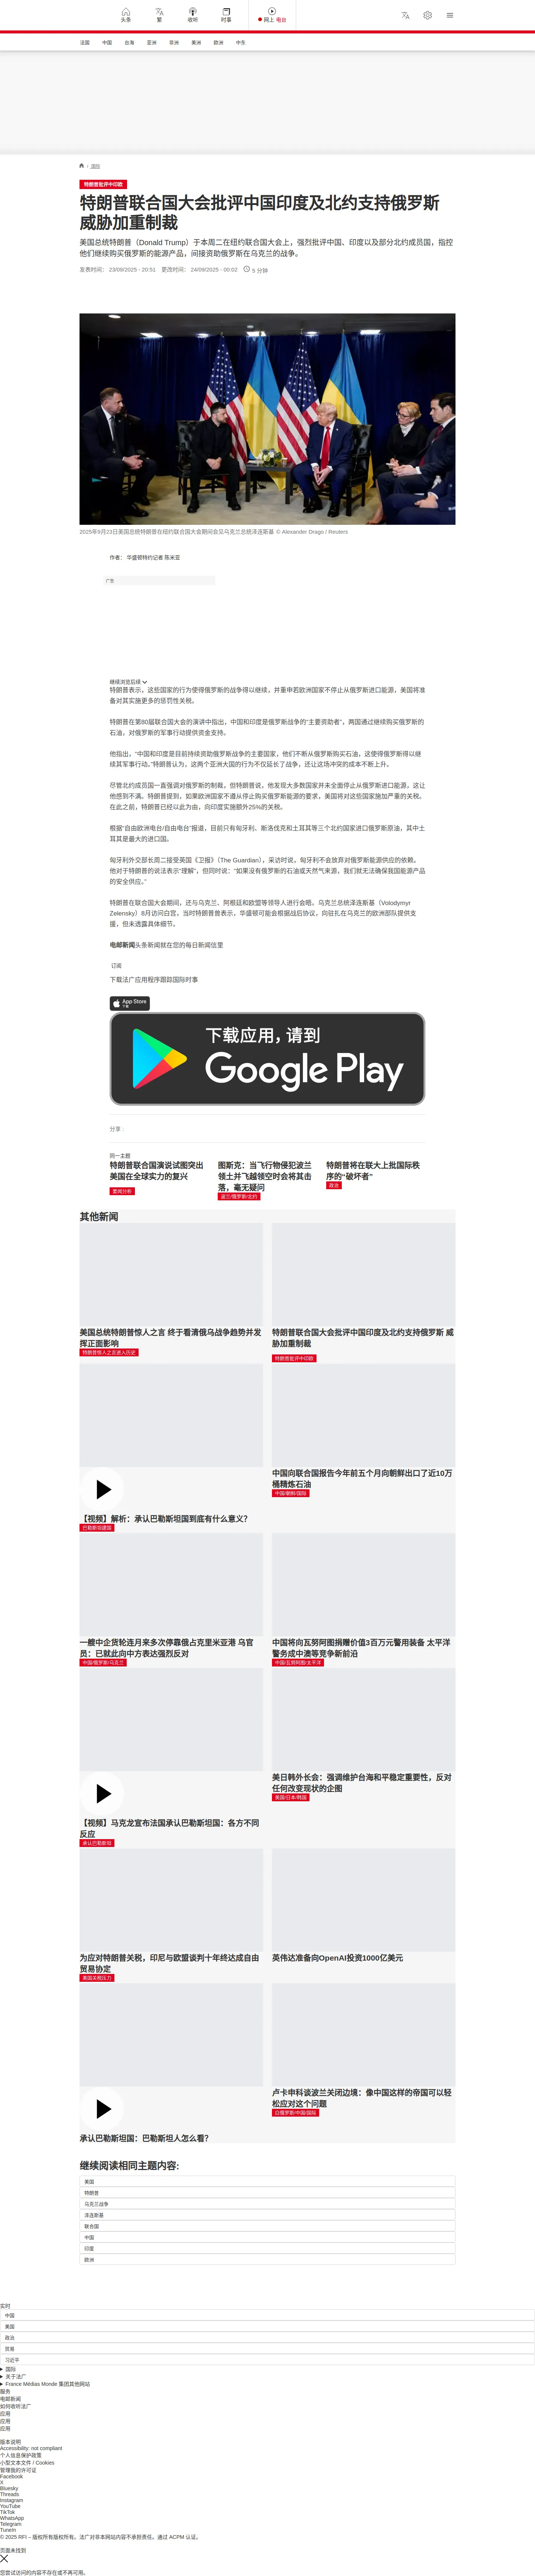 头条
繁
收听
时事
网上 电台
法国
中国
台海
亚洲
非洲
美洲
欧洲
中东
/ 国际
特朗普批评中印欧
特朗普联合国大会批评中国印度及北约支持俄罗斯
威胁加重制裁
美国总统特朗普（Donald Trump）于本周二在纽约联合国大会上，强烈批评中国、印度以及部分北约成员国，指控
他们继续购买俄罗斯的能源产品，间接资助俄罗斯在乌克兰的战争。
发表时间： 23/09/2025 - 20:51 更改时间： 24/09/2025 - 00:02 5 分钟
2025年9月23日美国总统特朗普在纽约联合国大会期间会见乌克兰总统泽连斯基. © Alexander Drago / Reuters
作者： 华盛顿特约记者 陈米亚
广告
继续浏览后续
特朗普表示，这些国家的行为使得俄罗斯的战争得以继续，并重申若欧洲国家不停止从俄罗斯进口能源，美国将准
备对其实施更多的惩罚性关税。
特朗普在第80届联合国大会的演讲中指出，中国和印度是俄罗斯战争的“主要资助者”，两国通过继续购买俄罗斯的
石油，对俄罗斯的军事行动提供资金支持。
他指出，“中国和印度是目前持续资助俄罗斯战争的主要国家，他们不断从俄罗斯购买石油，这使得俄罗斯得以继
续其军事行动。”特朗普认为，这两个亚洲大国的行为不仅延长了战争，还让这场冲突的成本不断上升。
尽管北约成员国一直强调对俄罗斯的制裁，但特朗普说，他发现大多数国家并未全面停止从俄罗斯进口能源，这让
他感到不满。特朗普提到，如果欧洲国家不遵从停止购买俄罗斯能源的要求，美国将对这些国家施加严重的关税。
在此之前，特朗普已经以此为由，向印度实施额外25%的关税。
根据“自由欧洲电台/自由电台”报道，目前只有匈牙利、斯洛伐克和土耳其等三个北约国家进口俄罗斯原油，其中土
耳其是最大的进口国。
匈牙利外交部长周二接受英国《卫报》（The Guardian），采访时说，匈牙利不会放弃对俄罗斯能源供应的依赖。
他对于特朗普的说法表示“理解”，但同时说：“如果没有俄罗斯的石油或天然气来源，我们就无法确保我国能源产品
的安全供应。”
特朗普在联合国大会期间，还与乌克兰、阿根廷和欧盟等领导人进行会晤。乌克兰总统泽连斯基（Volodymyr
Zelensky）8月访问白宫，当时特朗普曾表示，华盛顿可能会根据战后协议，向驻扎在乌克兰的欧洲部队提供支
援，但未透露具体细节。
电邮新闻头条新闻就在您的每日新闻信里
订阅
下载法广应用程序跟踪国际时事
App Store
下载
下载应用，请到
Google Play
分享 :
同一主题
特朗普联合国演说试图突出
美国在全球实力的复兴
要闻分析
图斯克：当飞行物侵犯波兰
领土并飞越领空时会将其击
落，毫无疑问
波兰/俄罗斯/北约
特朗普将在联大上批国际秩
序的“破坏者”
政治
其他新闻
美国总统特朗普惊人之言 终于看清俄乌战争趋势并发
挥正面影响
特朗普惊人之言进入历史
特朗普联合国大会批评中国印度及北约支持俄罗斯 威
胁加重制裁
特朗普批评中印欧
【视频】解析：承认巴勒斯坦国到底有什么意义？
巴勒斯坦建国
中国向联合国报告今年前五个月向朝鲜出口了近10万
桶精炼石油
中国/朝鲜/国际
一艘中企货轮连月来多次停靠俄占克里米亚港 乌官
员：已就此向中方表达强烈反对
中国/俄罗斯/乌克兰
中国将向瓦努阿图捐赠价值3百万元警用装备 太平洋
警务成中澳等竞争新前沿
中国/瓦努阿图/太平洋
【视频】马克龙宣布法国承认巴勒斯坦国：各方不同
反应
承认巴勒斯坦
美日韩外长会：强调维护台海和平稳定重要性，反对
任何改变现状的企图
美国/日本/韩国
为应对特朗普关税，印尼与欧盟谈判十年终达成自由
贸易协定
美国关税压力
英伟达准备向OpenAI投资1000亿美元
承认巴勒斯坦国：巴勒斯坦人怎么看？
卢卡申科谈波兰关闭边境：像中国这样的帝国可以轻
松应对这个问题
白俄罗斯/中国/国际
继续阅读相同主题内容:
美国
特朗普
马克兰战争
泽连斯基
联合国
中国
印度
欧洲
实时
中国
美国
政治
贸易
习近平
国际
关于法广
France Médias Monde 集团其他网站
服务
电邮新闻
如何收听法广
应用
应用
应用
版本说明
Accessibility: not compliant
个人信息保护政策
小型文本文件 / Cookies
管理我的许可证
Facebook
X
Bluesky
Threads
Instagram
YouTube
TikTok
WhatsApp
Telegram
TuneIn
© 2025 RFI – 版权所有版权所有。法广对非本网站内容不承担责任。通过 ACPM 认证。
页面未找到
您尝试访问的内容不存在或不再可用。